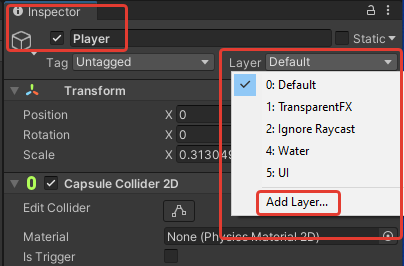 Inspector
Player
Static
Tag Untagged
Layer Default
0: Default
1: TransparentFX
2: Ignore Raycast
4: Water
5: UI
Add Layer...
Transform
Position X 0
Rotation X 0
Scale X 0.313049
Capsule Collider 2D
Edit Collider
Material None (Physics Material 2D)
Is Trigger